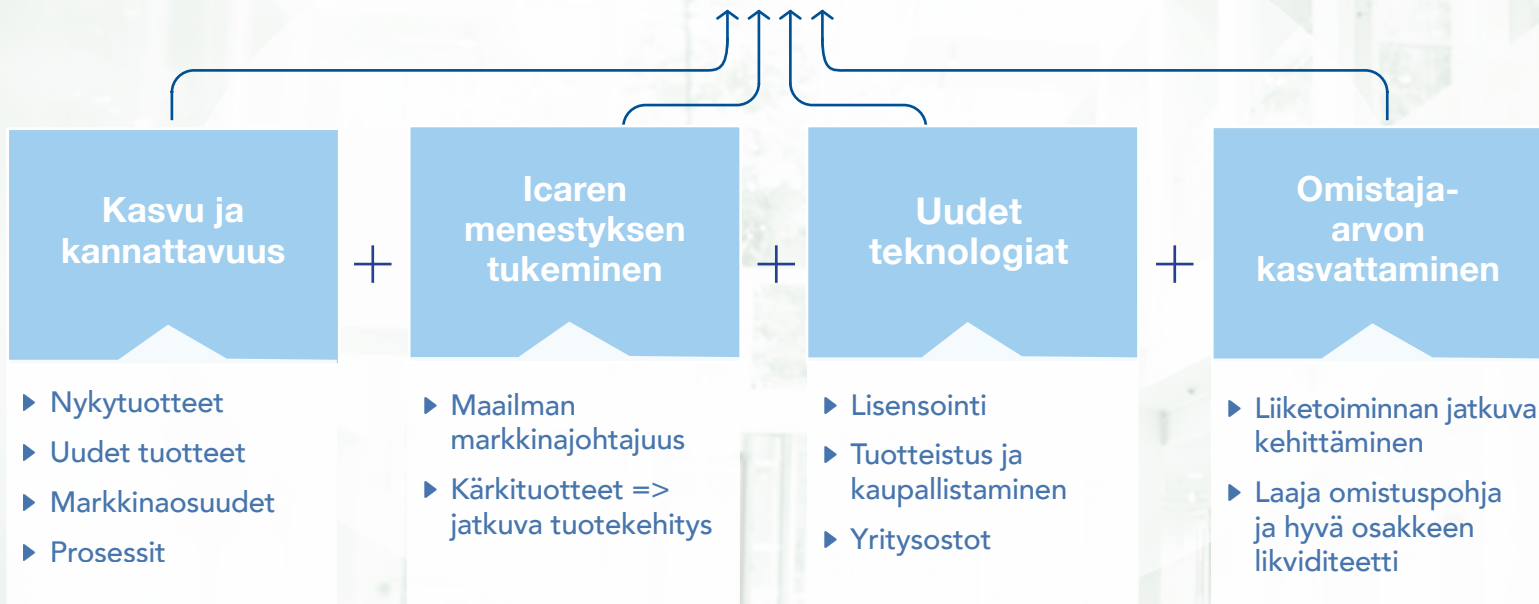 Kasvu ja
kannattavuus
+
Icaren
menestyksen
tukeminen
+
Uudet
teknologiat
+
Omistaja-
arvon
kasvattaminen
Nykytuotteet
Uudet tuotteet
Markkinaosuudet
Prosessit
Maailman
markkinajohtajuus
Kärkituotteet =>
jatkuva tuotekehitys
Lisensointi
Tuotteistus ja
kaupallistaminen
Yritysostot
Liiketoiminnan jatkuva
kehittäminen
Laaja omistuspohja
ja hyvä osakkeen
likviditeetti